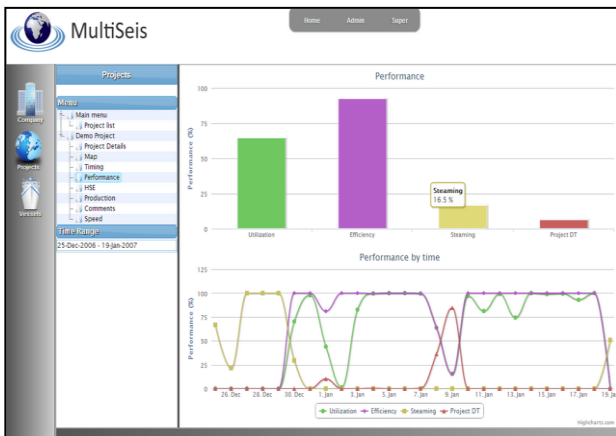 MultiSeis
Home Admin Super
Company
Projects
Vessels
Projects
Menu
Main menu
Project list
Demo Project
Project Details
Map
Timing
Performance
HSE
Production
Comments
Speed
Time Range
25-Dec-2006 - 19-Jan-2007
Performance
Performance (%)
100
75
50
25
0
Steaming
16.5 %
Utilization Efficiency Steaming Project DT
Performance by time
Performance (%)
125
100
75
50
25
0
26. Dec 28. Dec 30. Dec 1. Jan 3. Jan 5. Jan 7. Jan 9. Jan 11. Jan 13. Jan 15. Jan 17. Jan 19. Ja
Utilization Efficiency Steaming Project DT
Highcharts.com